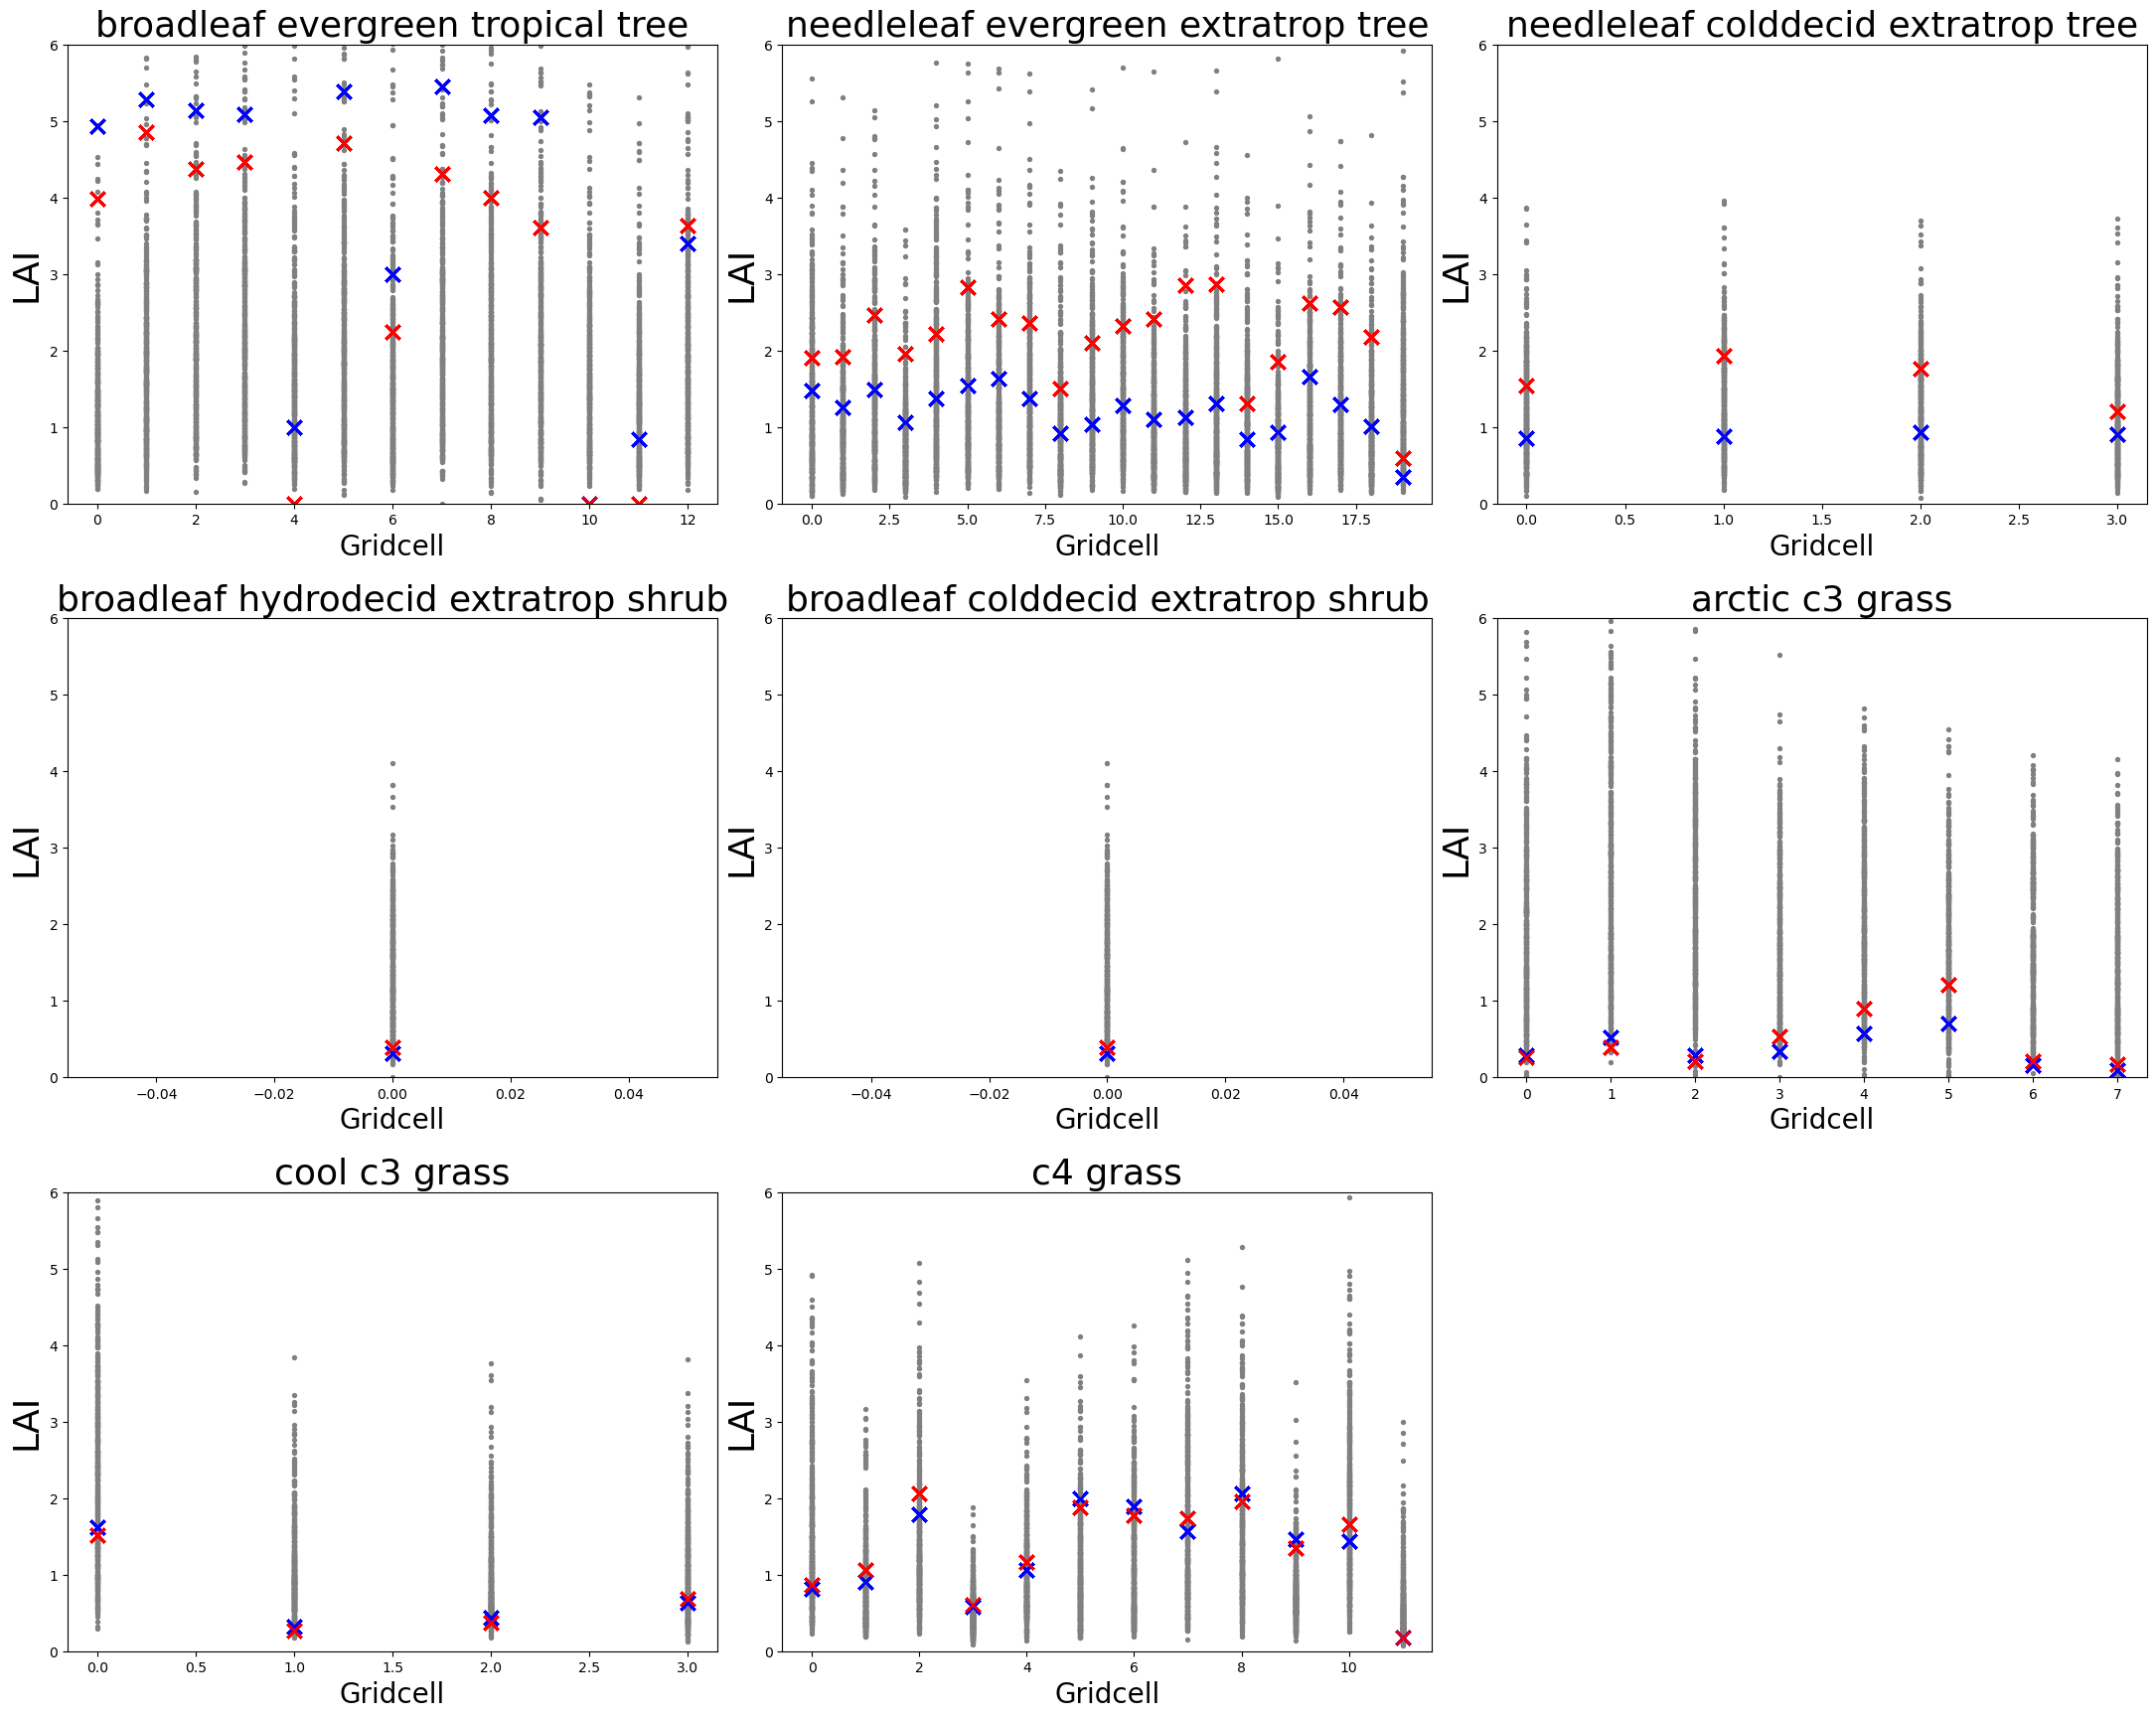 broadleaf evergreen tropical tree
6
5
4
3
2
1
0
LAI
0 2 4 6 8 10 12
Gridcell
needleleaf evergreen extratrop tree
6
5
4
3
2
1
0
LAI
0.0 2.5 5.0 7.5 10.0 12.5 15.0 17.5
Gridcell
needleleaf colddecid extratrop tree
6
5
4
3
2
1
0
LAI
0.0 0.5 1.0 1.5 2.0 2.5 3.0
Gridcell
broadleaf hydrodecid extratrop shrub
6
5
4
3
2
1
0
LAI
−0.04 −0.02 0.00 0.02 0.04
Gridcell
broadleaf colddecid extratrop shrub
6
5
4
3
2
1
0
LAI
−0.04 −0.02 0.00 0.02 0.04
Gridcell
arctic c3 grass
6
5
4
3
2
1
0
LAI
0 1 2 3 4 5 6 7
Gridcell
cool c3 grass
6
5
4
3
2
1
0
LAI
0.0 0.5 1.0 1.5 2.0 2.5 3.0
Gridcell
c4 grass
6
5
4
3
2
1
0
LAI
0 2 4 6 8 10
Gridcell